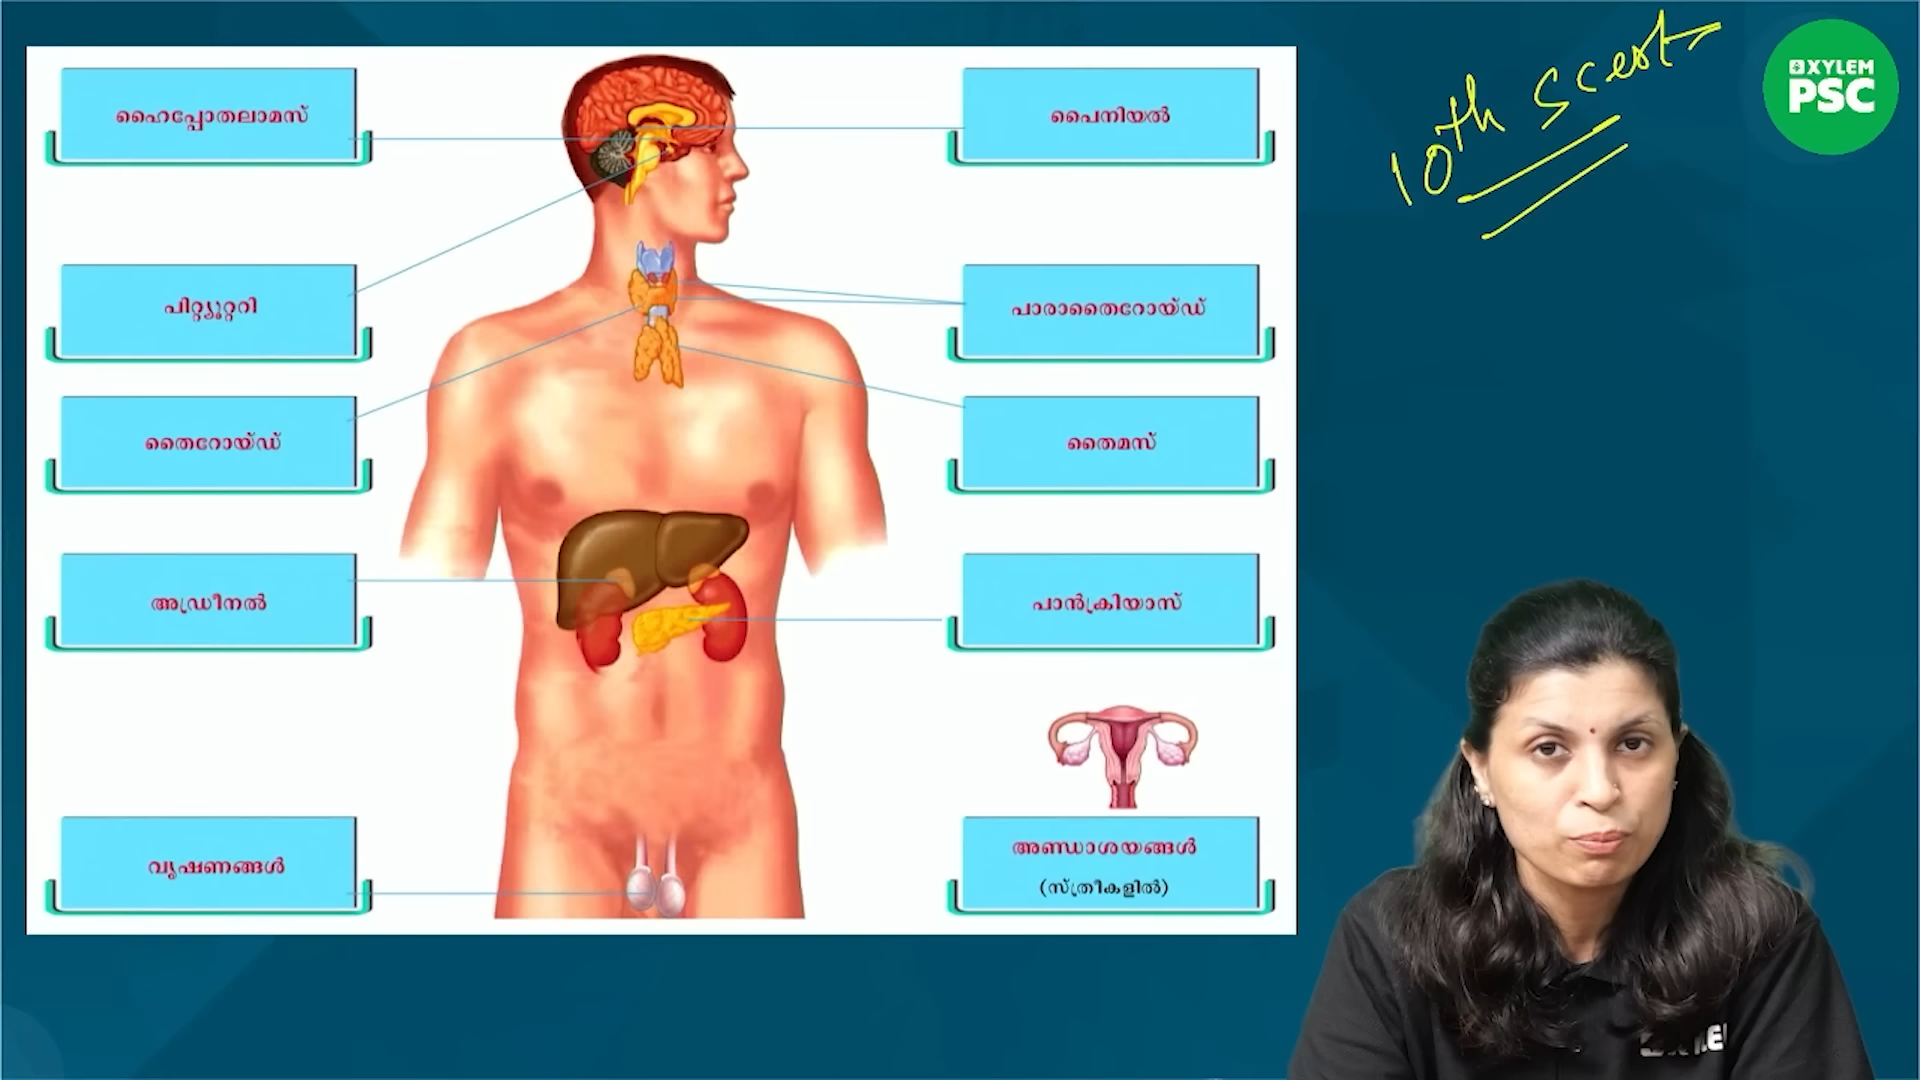 ഹൈപ്പോതലാമസ്
പൈനിയൽ
10th Scert
XYLEM
PSC
പിറ്റ്യൂറ്ററി
പാരാതൈറോയ്ഡ്
തൈറോയ്ഡ്
തൈമസ്
അഡ്രീനൽ
പാൻക്രിയാസ്
വൃഷണങ്ങൾ
അണ്ഡാശയങ്ങൾ
(സ്ത്രീകളിൽ)